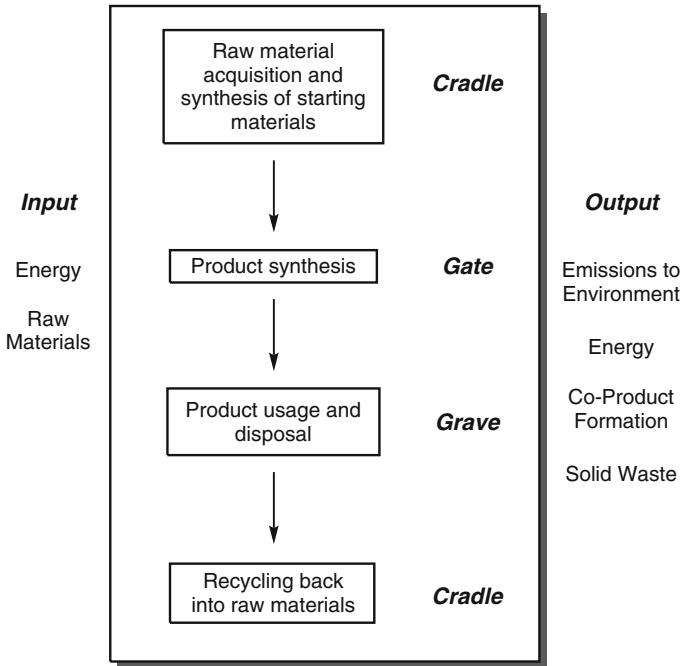 Raw material
acquisition and
synthesis of starting
materials
Cradle
Input
Output
Energy
Raw
Materials
Product synthesis
Gate
Emissions to
Environment
Energy
Co-Product
Formation
Solid Waste
Product usage and
disposal
Grave
Recycling back
into raw materials
Cradle